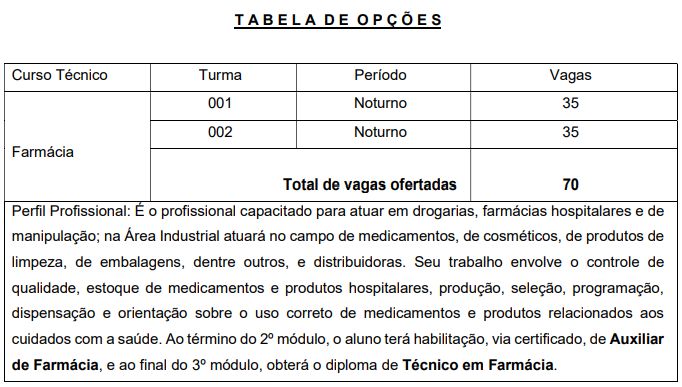 TABELA DE OPÇÕES
Curso Técnico Turma Período Vagas
001 Noturno 35
002 Noturno 35
Farmácia
Total de vagas ofertadas 70
Perfil Profissional: É o profissional capacitado para atuar em drogarias, farmácias hospitalares e de
manipulação; na Área Industrial atuará no campo de medicamentos, de cosméticos, de produtos de
limpeza, de embalagens, dentre outros, e distribuidoras. Seu trabalho envolve o controle de
qualidade, estoque de medicamentos e produtos hospitalares, produção, seleção, programação,
dispensação e orientação sobre o uso correto de medicamentos e produtos relacionados aos
cuidados com a saúde. Ao término do 2º módulo, o aluno terá habilitação, via certificado, de Auxiliar
de Farmácia, e ao final do 3º módulo, obterá o diploma de Técnico em Farmácia.